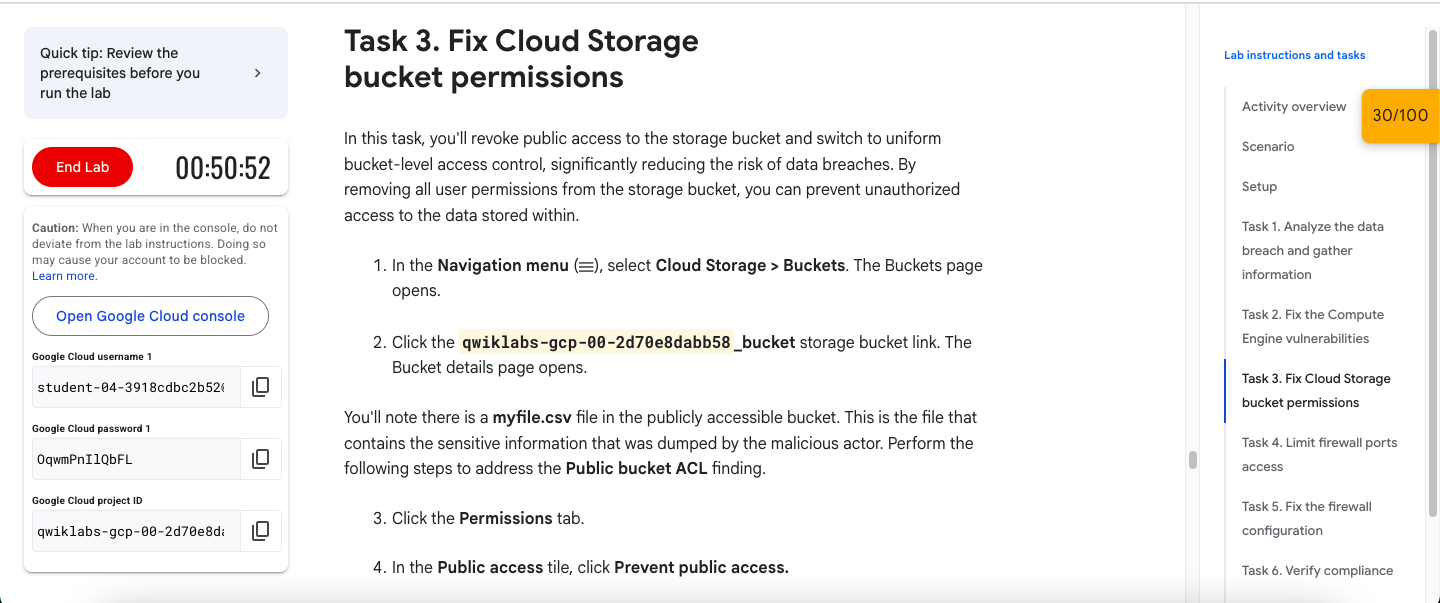 Quick tip: Review the
prerequisites before you
run the lab
End Lab
00:50:52
Caution: When you are in the console, do not
deviate from the lab instructions. Doing so
may cause your account to be blocked.
Learn more.
Open Google Cloud console
Google Cloud username 1
student-04-3918cdbc2b520
Google Cloud password 1
OqwmPnIlQbFL
Google Cloud project ID
qwiklabs-gcp-00-2d70e8da
Task 3. Fix Cloud Storage
bucket permissions
In this task, you'll revoke public access to the storage bucket and switch to uniform
bucket-level access control, significantly reducing the risk of data breaches. By
removing all user permissions from the storage bucket, you can prevent unauthorized
access to the data stored within.
1. In the Navigation menu (≡), select Cloud Storage > Buckets. The Buckets page
opens.
2. Click the qwiklabs-gcp-00-2d70e8dabb58_bucket storage bucket link. The
Bucket details page opens.
You'll note there is a myfile.csv file in the publicly accessible bucket. This is the file that
contains the sensitive information that was dumped by the malicious actor. Perform the
following steps to address the Public bucket ACL finding.
3. Click the Permissions tab.
4. In the Public access tile, click Prevent public access.
Lab instructions and tasks
Activity overview
30/100
Scenario
Setup
Task 1. Analyze the data
breach and gather
information
Task 2. Fix the Compute
Engine vulnerabilities
Task 3. Fix Cloud Storage
bucket permissions
Task 4. Limit firewall ports
access
Task 5. Fix the firewall
configuration
Task 6. Verify compliance